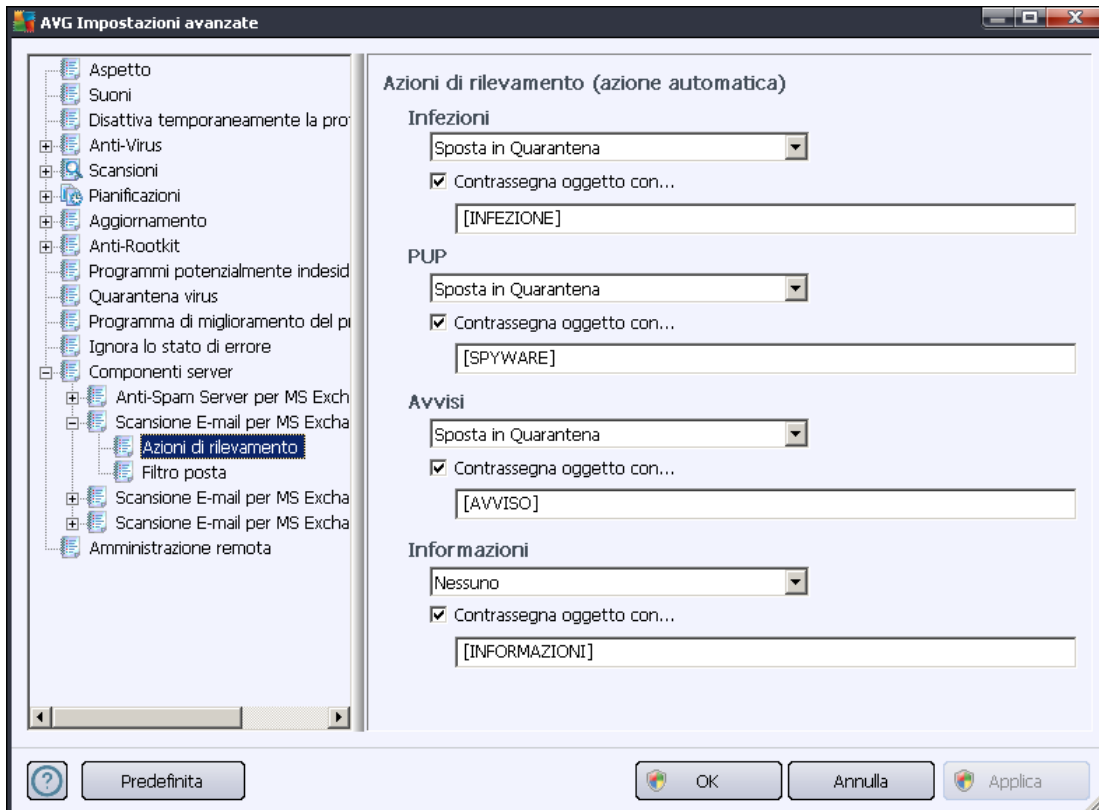 AVG Impostazioni avanzate
Aspetto
Suoni
Disattiva temporaneamente la pro
Anti-Virus
Scansioni
Pianificazioni
Aggiornamento
Anti-Rootkit
Programmi potenzialmente indesid
Quarantena virus
Programma di miglioramento del p
Ignora lo stato di errore
Componenti server
Anti-Spam Server per MS Exch
Scansione E-mail per MS Excha
Azioni di rilevamento
Filtro posta
Scansione E-mail per MS Excha
Scansione E-mail per MS Excha
Amministrazione remota
Azioni di rilevamento (azione automatica)
Infezioni
Sposta in Quarantena
Contrassegna oggetto con...
[INFEZIONE]
PUP
Sposta in Quarantena
Contrassegna oggetto con...
[SPYWARE]
Avvisi
Sposta in Quarantena
Contrassegna oggetto con...
[AVVISO]
Informazioni
Nessuno
Contrassegna oggetto con...
[INFORMAZIONI]
?
Predefinita
OK
Annulla
Applica